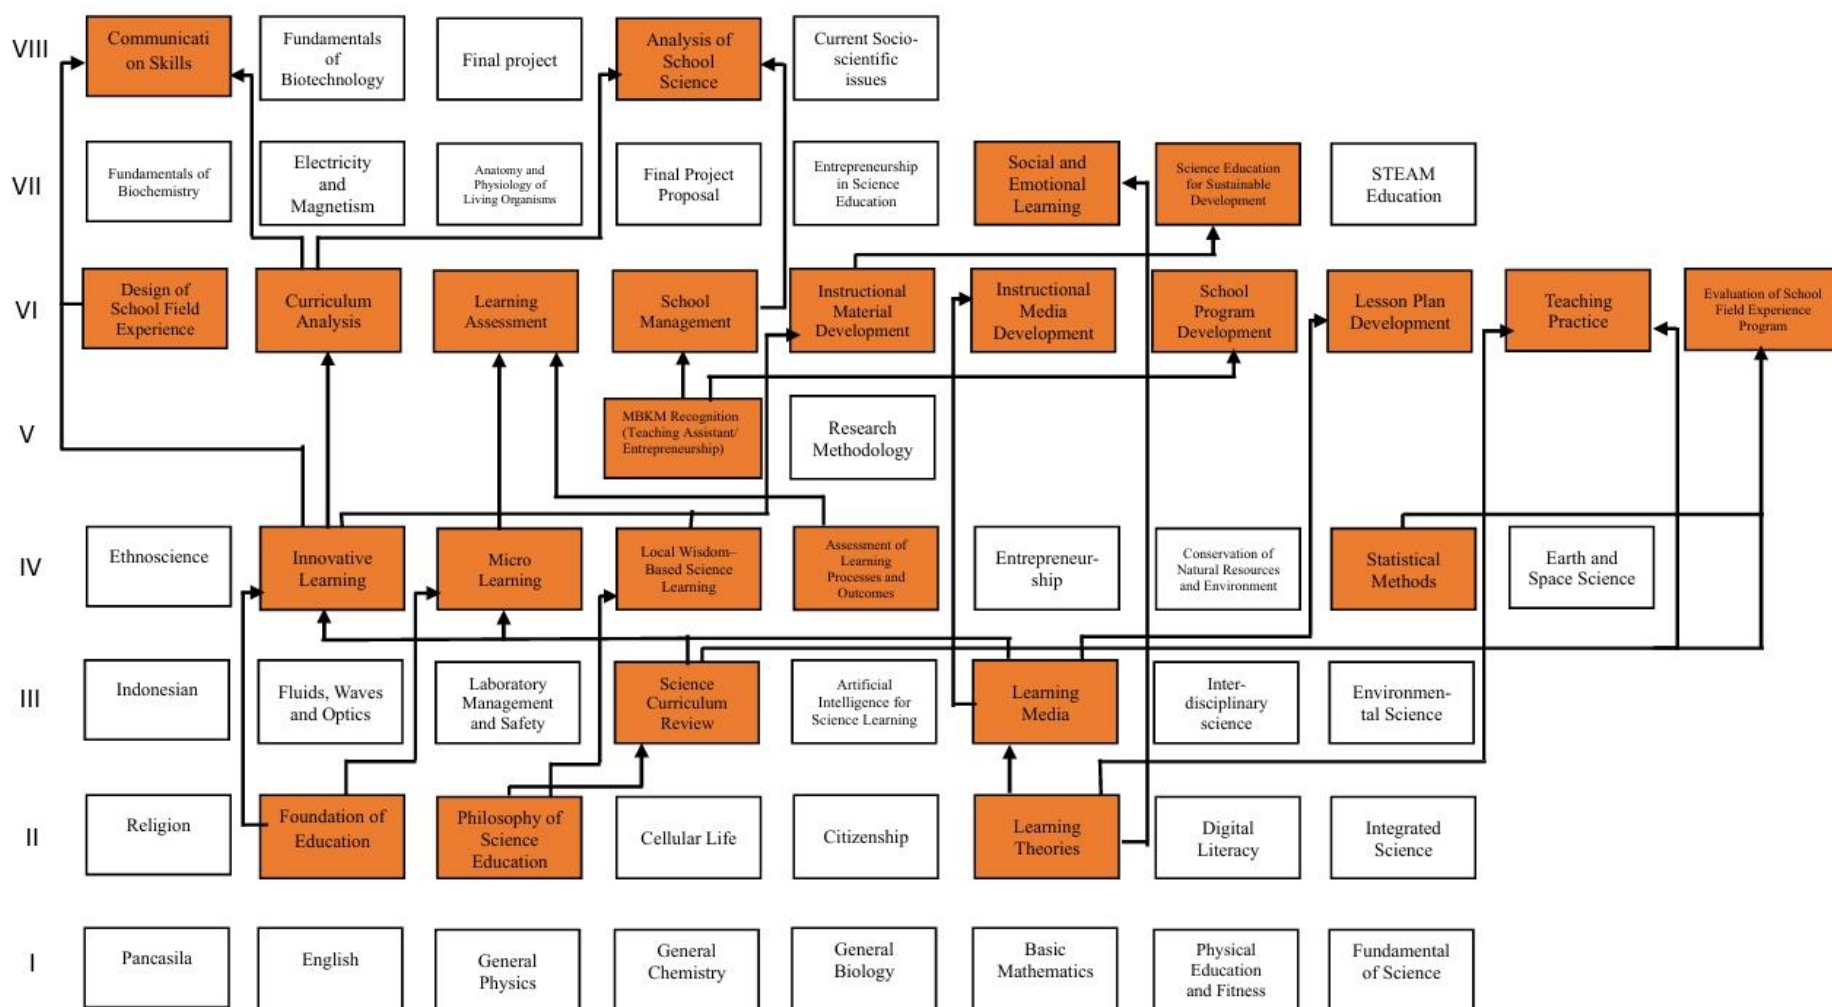 VIII
Communicati
on Skills
Fundamentals
of
Biotechnology
Final project
Analysis of
School
Science
Current Socio-
scientific
issues
VII
Fundamentals of
Biochemistry
Electricity
and
Magnetism
Anatomy and
Physiology of
Living Organisms
Final Project
Proposal
Entrepreneurship
in Science
Education
Social and
Emotional
Learning
Science Education
for Sustainable
Development
STEAM
Education
VI
Design of
School Field
Experience
Curriculum
Analysis
Learning
Assessment
School
Management
Instructional
Material
Development
Instructional
Media
Development
School
Program
Development
Lesson Plan
Development
Teaching
Practice
Evaluation of School
Field Experience
Program
V
MBKM Recognition
(Teaching Assistant/
Entrepreneurship)
Research
Methodology
IV
Ethnoscience
Innovative
Learning
Micro
Learning
Local Wisdom–
Based Science
Learning
Assessment of
Learning
Processes and
Outcomes
Entrepreneur-
ship
Conservation of
Natural Resources
and Environment
Statistical
Methods
Earth and
Space Science
III
Indonesian
Fluids, Waves
and Optics
Laboratory
Management
and Safety
Science
Curriculum
Review
Artificial
Intelligence for
Science Learning
Learning
Media
Inter-
disciplinary
science
Environmen-
tal Science
II
Religion
Foundation of
Education
Philosophy of
Science
Education
Cellular Life
Citizenship
Learning
Theories
Digital
Literacy
Integrated
Science
I
Pancasila
English
General
Physics
General
Chemistry
General
Biology
Basic
Mathematics
Physical
Education
and Fitness
Fundamental
of Science